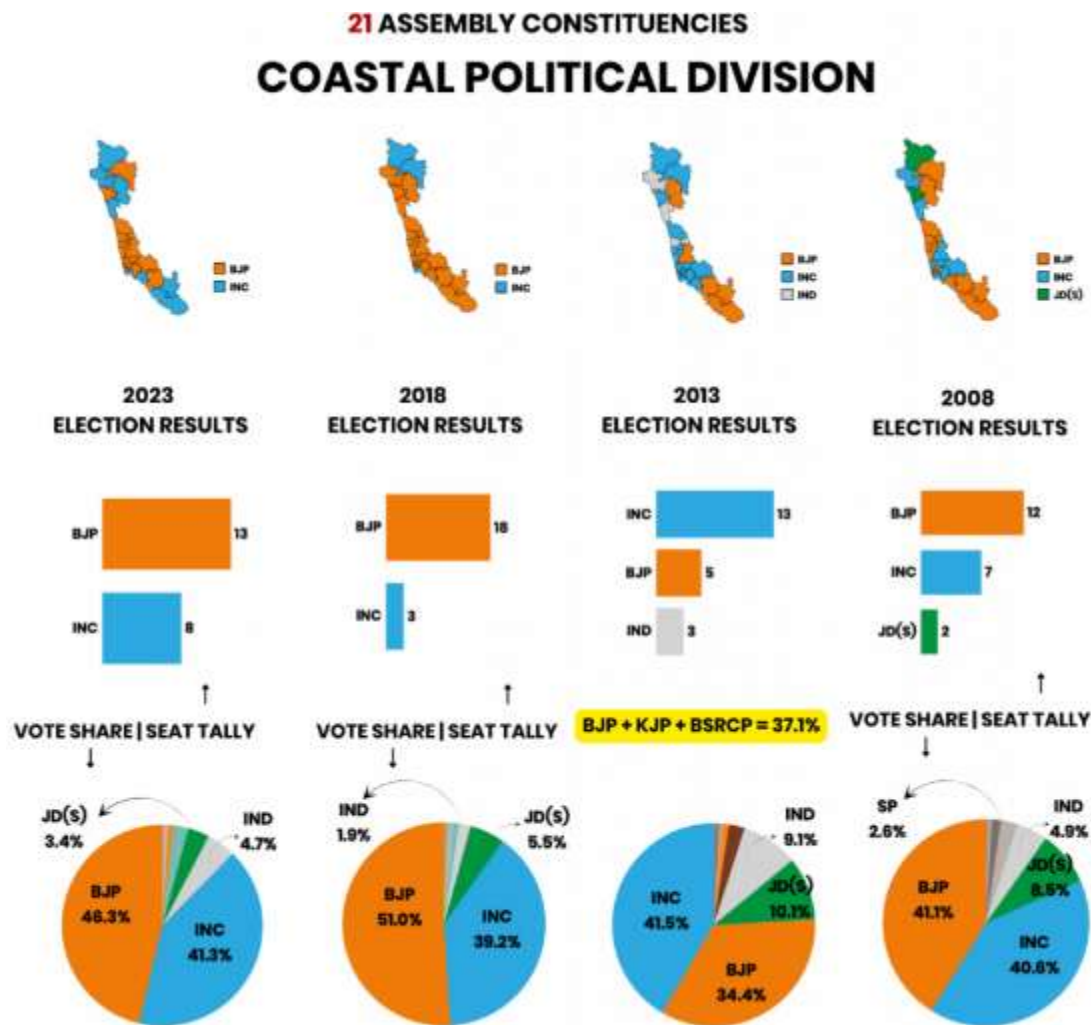 21 ASSEMBLY CONSTITUENCIES
COASTAL POLITICAL DIVISION
BJP
INC
BJP
INC
BJP
INC
IND
BJP
INC
JD(S)
2023
ELECTION RESULTS
2018
ELECTION RESULTS
2013
ELECTION RESULTS
2008
ELECTION RESULTS
BJP 13
INC 8
BJP 18
INC 3
INC 13
BJP 5
IND 3
BJP 12
INC 7
JD(S) 2
VOTE SHARE | SEAT TALLY
VOTE SHARE | SEAT TALLY
BJP + KJP + BSRCP = 37.1%
VOTE SHARE | SEAT TALLY
JD(S)
3.4%
IND
4.7%
BJP
46.3%
INC
41.3%
IND
1.9%
JD(S)
5.5%
BJP
51.0%
INC
39.2%
IND
9.1%
JD(S)
10.1%
INC
41.5%
BJP
34.4%
SP
2.6%
IND
4.9%
JD(S)
8.5%
BJP
41.1%
INC
40.6%